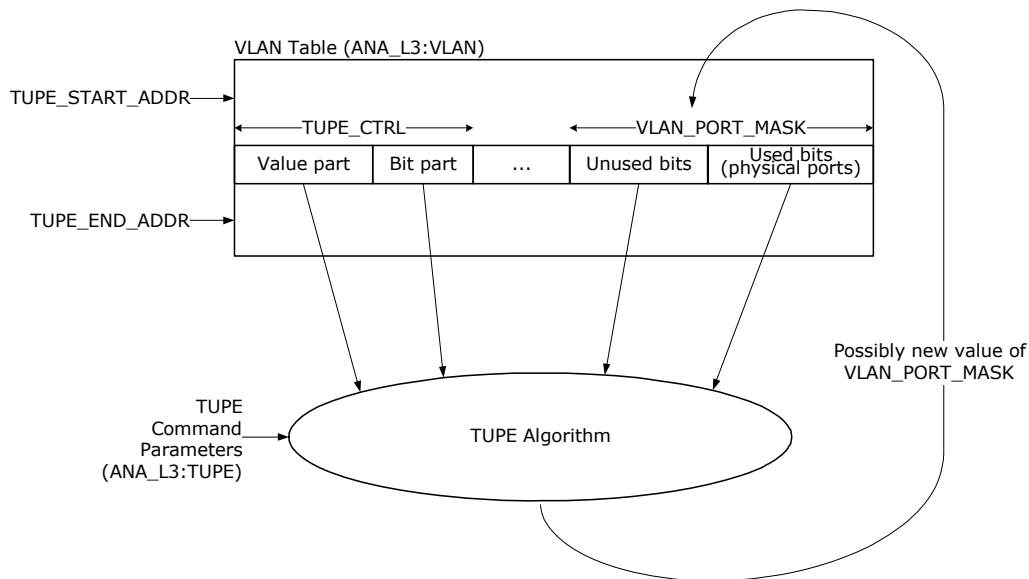 VLAN Table (ANA_L3:VLAN)
TUPE_START_ADDR
TUPE_CTRL
VLAN_PORT_MASK
Value part
Bit part
...
Unused bits
Used bits
(physical ports)
TUPE_END_ADDR
Possibly new value of
VLAN_PORT_MASK
TUPE
Command
Parameters
(ANA_L3:TUPE)
TUPE Algorithm